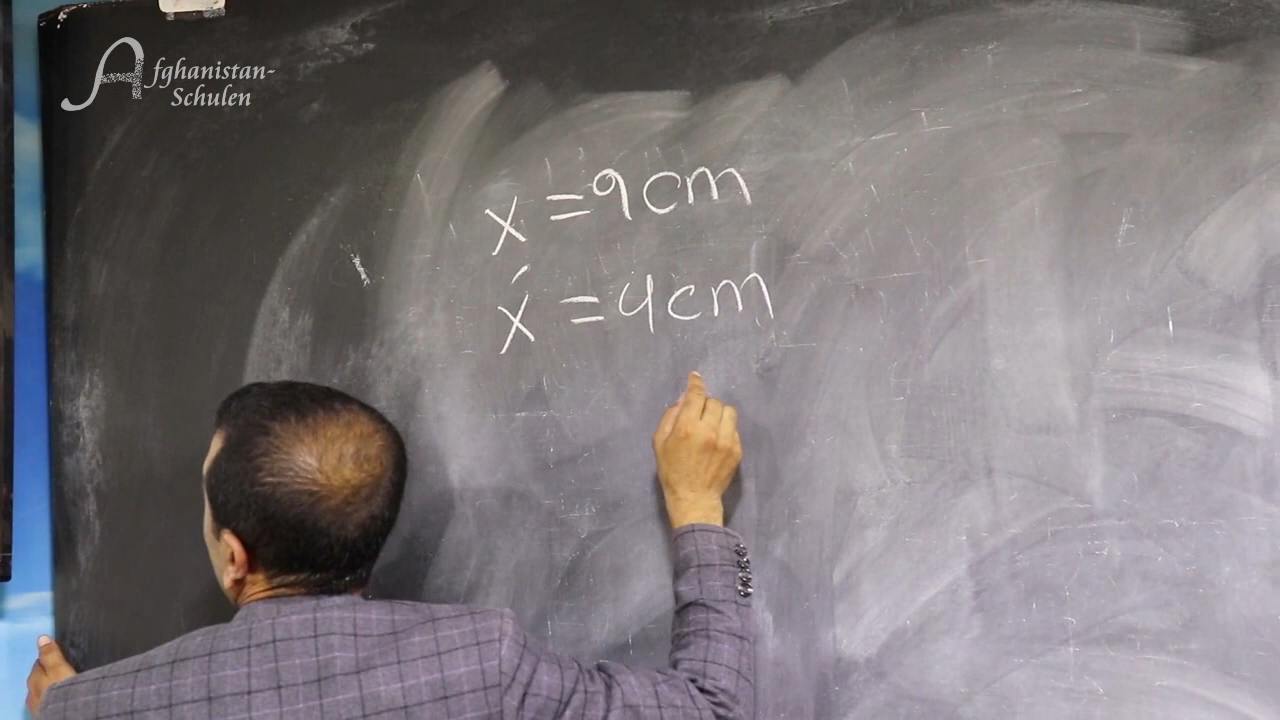 Afghanistan-
Schulen
x = 9cm
x́ = 4cm